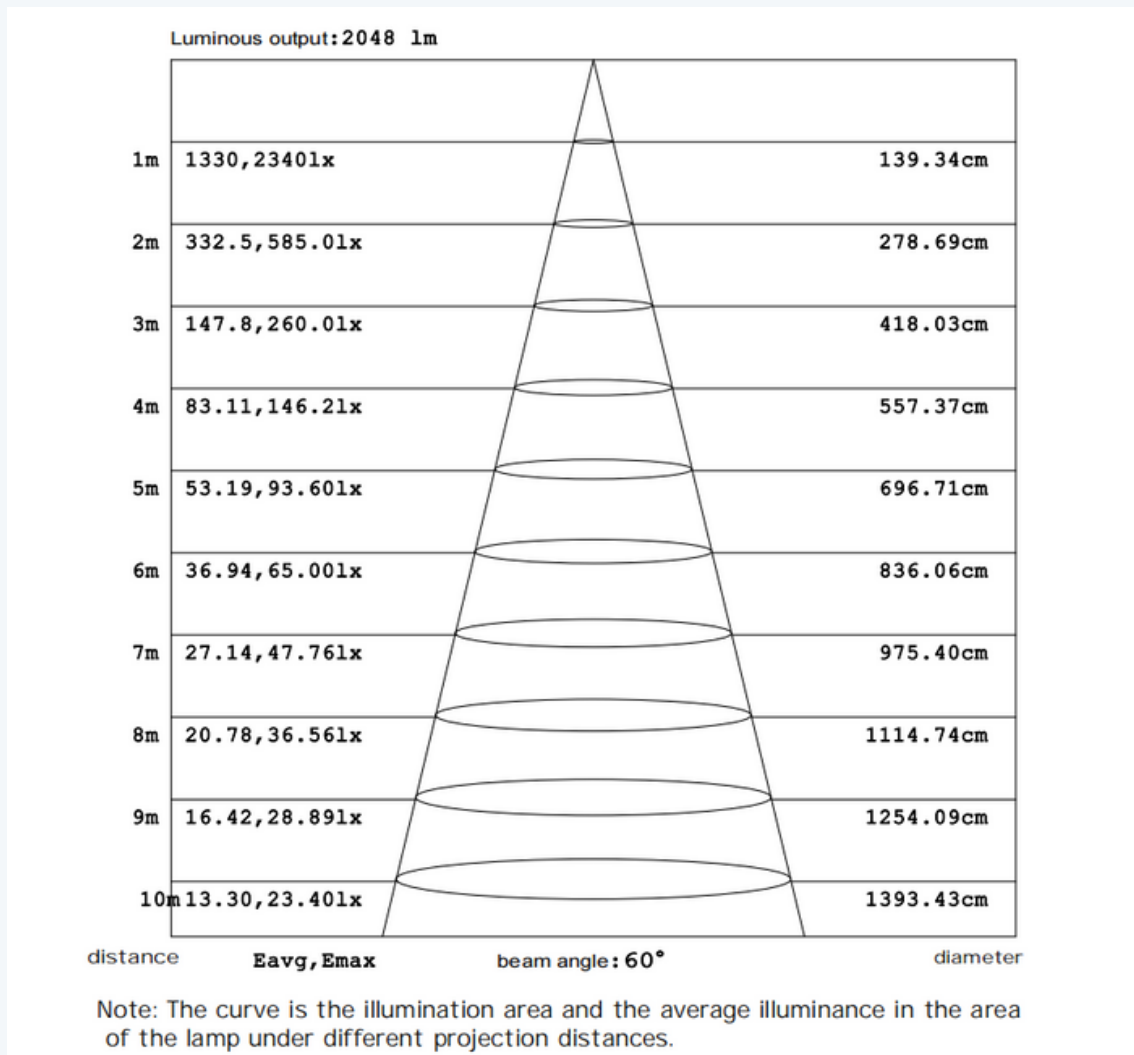 Luminous output:2048 lm
1m 1330,2340lx 139.34cm
2m 332.5,585.0lx 278.69cm
3m 147.8,260.0lx 418.03cm
4m 83.11,146.2lx 557.37cm
5m 53.19,93.60lx 696.71cm
6m 36.94,65.00lx 836.06cm
7m 27.14,47.76lx 975.40cm
8m 20.78,36.56lx 1114.74cm
9m 16.42,28.89lx 1254.09cm
10m 13.30,23.40lx 1393.43cm
distance Eavg,Emax beam angle:60° diameter
Note: The curve is the illumination area and the average illuminance in the area
of the lamp under different projection distances.